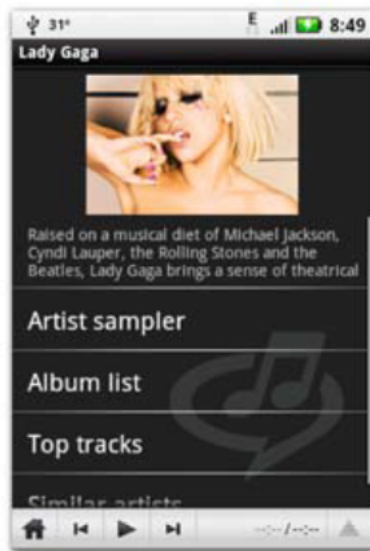 31° E 8:49
Lady Gaga
Raised on a musical diet of Michael Jackson,
Cyndi Lauper, the Rolling Stones and the
Beatles, Lady Gaga brings a sense of theatrical
Artist sampler
Album list
Top tracks
Similar artists
--:-- / --:--